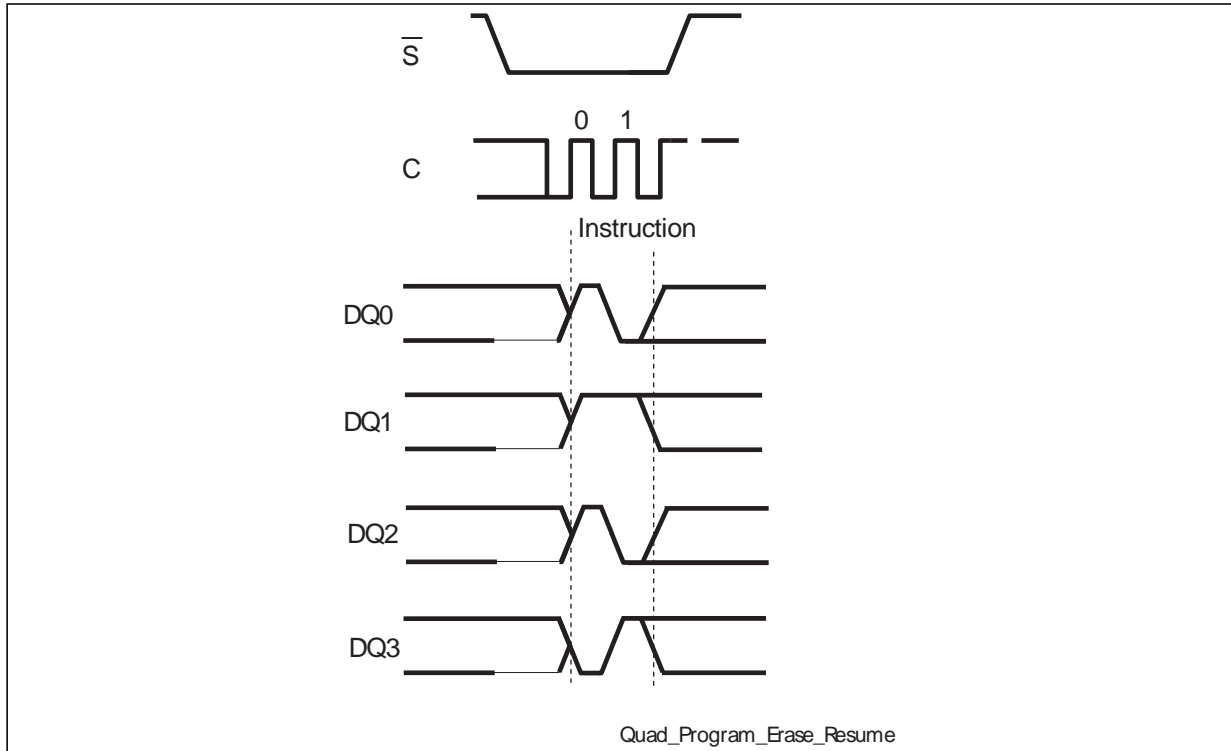 S
0 1
C
Instruction
DQ0
DQ1
DQ2
DQ3
Quad_Program_Erase_Resume